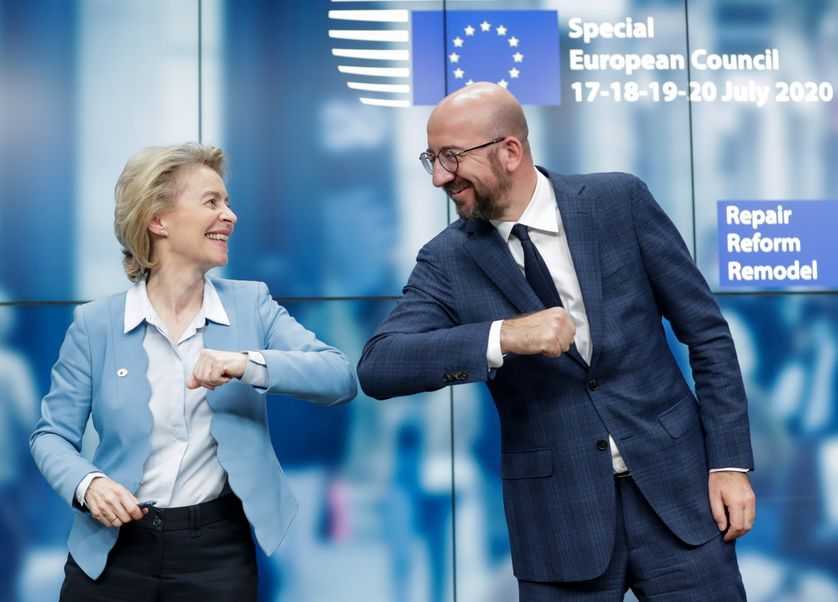 Special
European Council
17-18-19-20 July 2020
Repair
Reform
Remodel